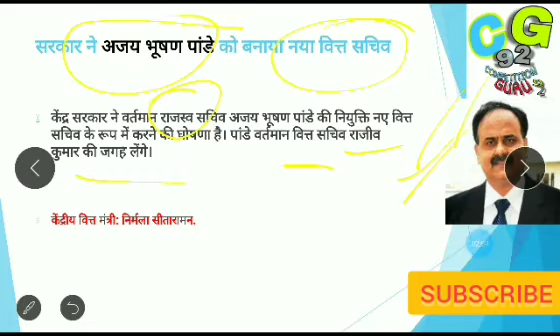 सरकार ने अजय भूषण पांडे को बनाया नया वित्त सचिव
CG
92
COMPETITION
GURU
केंद्र सरकार ने वर्तमान राजस्व सचिव अजय भूषण पांडे की नियुक्ति नए वित्त
सचिव के रूप में करने की घोषणा है। पांडे वर्तमान वित्त सचिव राजीव
कुमार की जगह लेंगे।
केंद्रीय वित्त मंत्री: निर्मला सीतारामन.
SUBSCRIBE